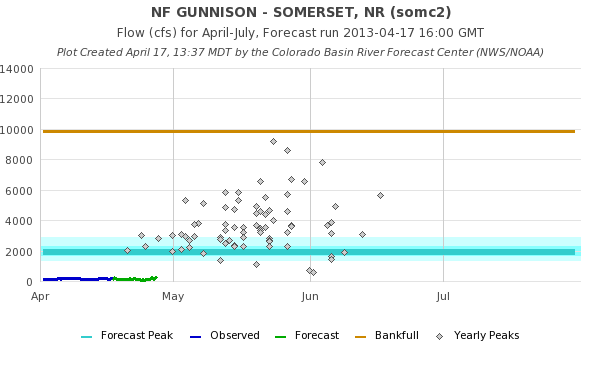 NF GUNNISON - SOMERSET, NR (somc2)
Flow (cfs) for April-July, Forecast run 2013-04-17 16:00 GMT
Plot Created April 17, 13:37 MDT by the Colorado Basin River Forecast Center (NWS/NOAA)
14000
12000
10000
8000
6000
4000
2000
0
Apr May Jun Jul
Forecast Peak Observed Forecast Bankfull Yearly Peaks